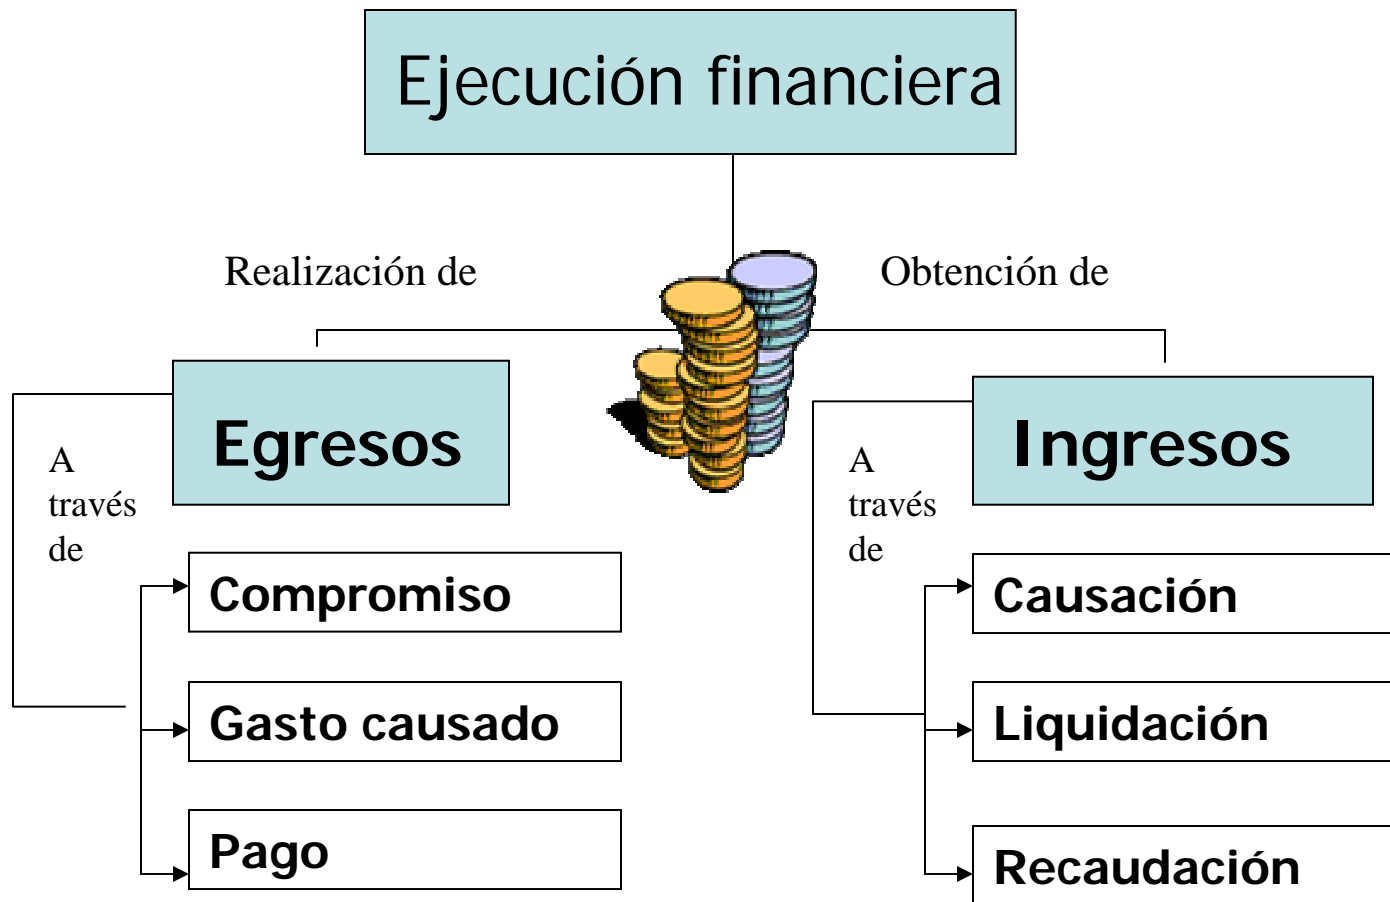 Ejecución financiera
Realización de
Obtención de
Egresos
A
través
de
Compromiso
Gasto causado
Pago
Ingresos
A
través
de
Causación
Liquidación
Recaudación